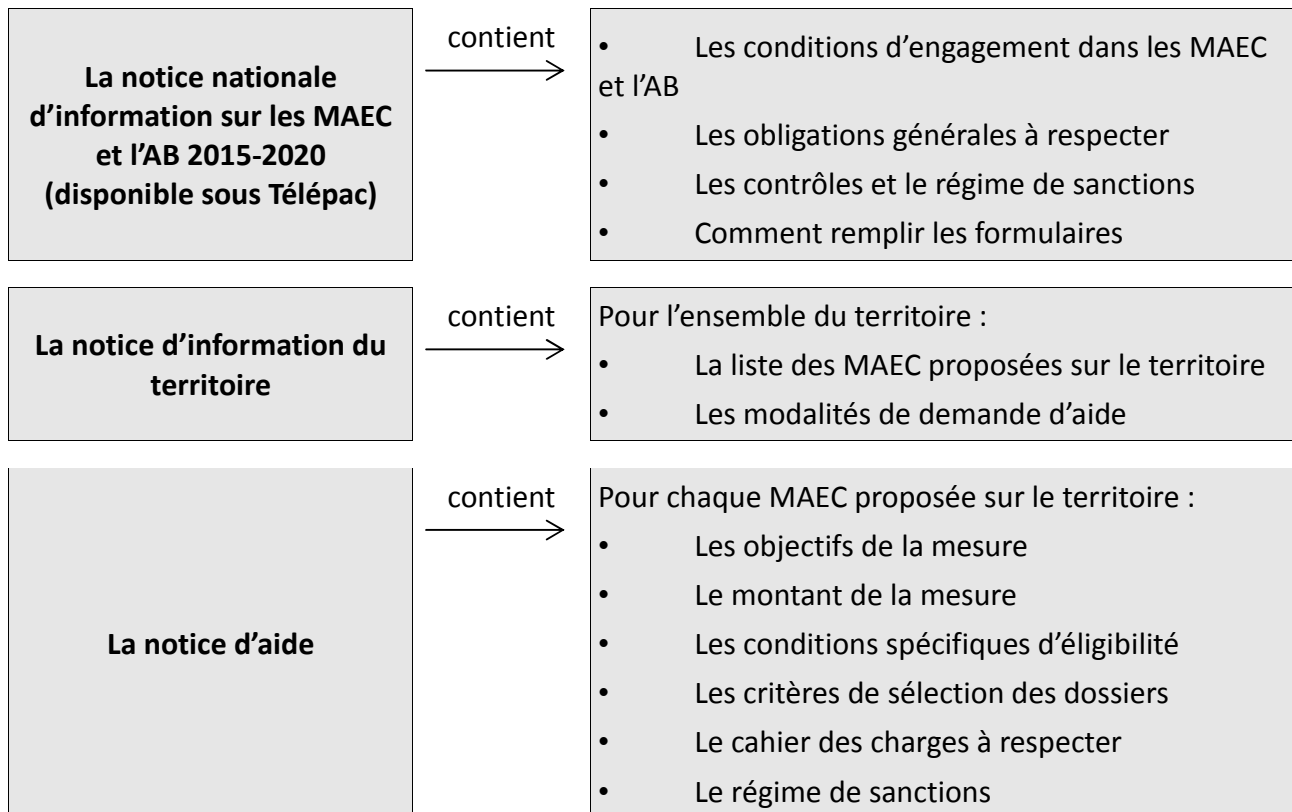 La notice nationale
d’information sur les MAEC
et l’AB 2015-2020
(disponible sous Télépac)
contient
• Les conditions d’engagement dans les MAEC
et l’AB
• Les obligations générales à respecter
• Les contrôles et le régime de sanctions
• Comment remplir les formulaires
La notice d’information du
territoire
contient
Pour l’ensemble du territoire :
• La liste des MAEC proposées sur le territoire
• Les modalités de demande d’aide
La notice d’aide
contient
Pour chaque MAEC proposée sur le territoire :
• Les objectifs de la mesure
• Le montant de la mesure
• Les conditions spécifiques d’éligibilité
• Les critères de sélection des dossiers
• Le cahier des charges à respecter
• Le régime de sanctions